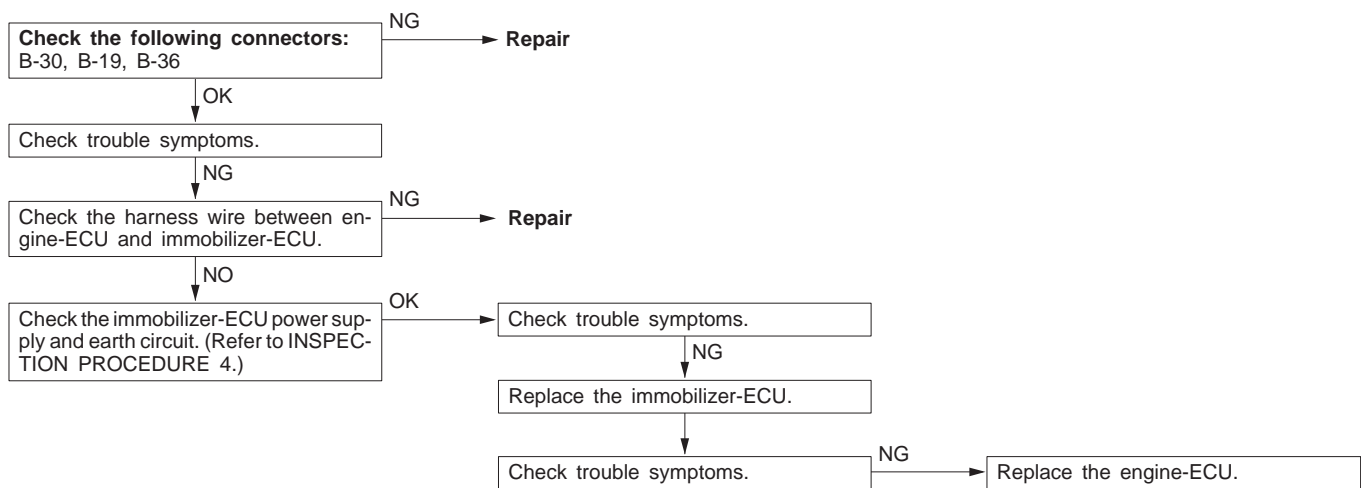 NG
Check the following connectors:
B-30, B-19, B-36
Repair
OK
Check trouble symptoms.
NG
Check the harness wire between en-
gine-ECU and immobilizer-ECU.
NG
Repair
NO
Check the immobilizer-ECU power sup-
ply and earth circuit. (Refer to INSPEC-
TION PROCEDURE 4.)
OK
Check trouble symptoms.
NG
Replace the immobilizer-ECU.
Check trouble symptoms.
NG
Replace the engine-ECU.